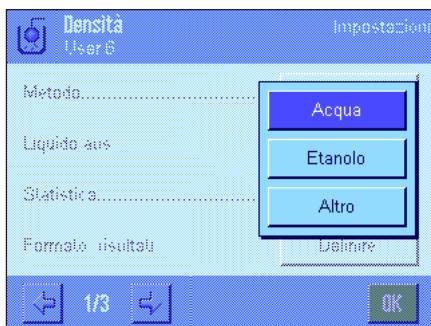 Densità
User 6
Impostazioni
Metodo
Acqua
Liquido aus
Etanolo
Statistica
Altro
Formato risultati
Definire
1/3
OK